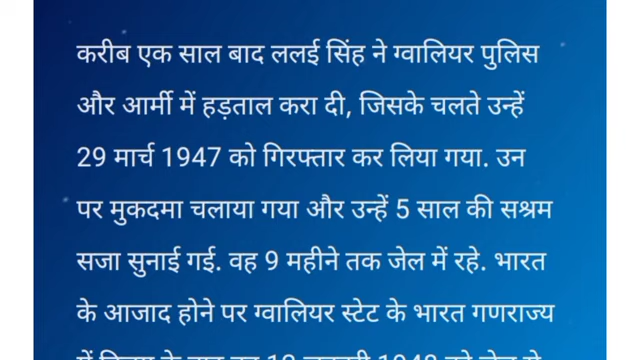 करीब एक साल बाद ललई सिंह ने ग्वालियर पुलिस
और आर्मी में हड़ताल करा दी, जिसके चलते उन्हें
29 मार्च 1947 को गिरफ्तार कर लिया गया. उन
पर मुकदमा चलाया गया और उन्हें 5 साल की सश्रम
सजा सुनाई गई. वह 9 महीने तक जेल में रहे. भारत
के आजाद होने पर ग्वालियर स्टेट के भारत गणराज्य
में के बाद 1948 को जेल से